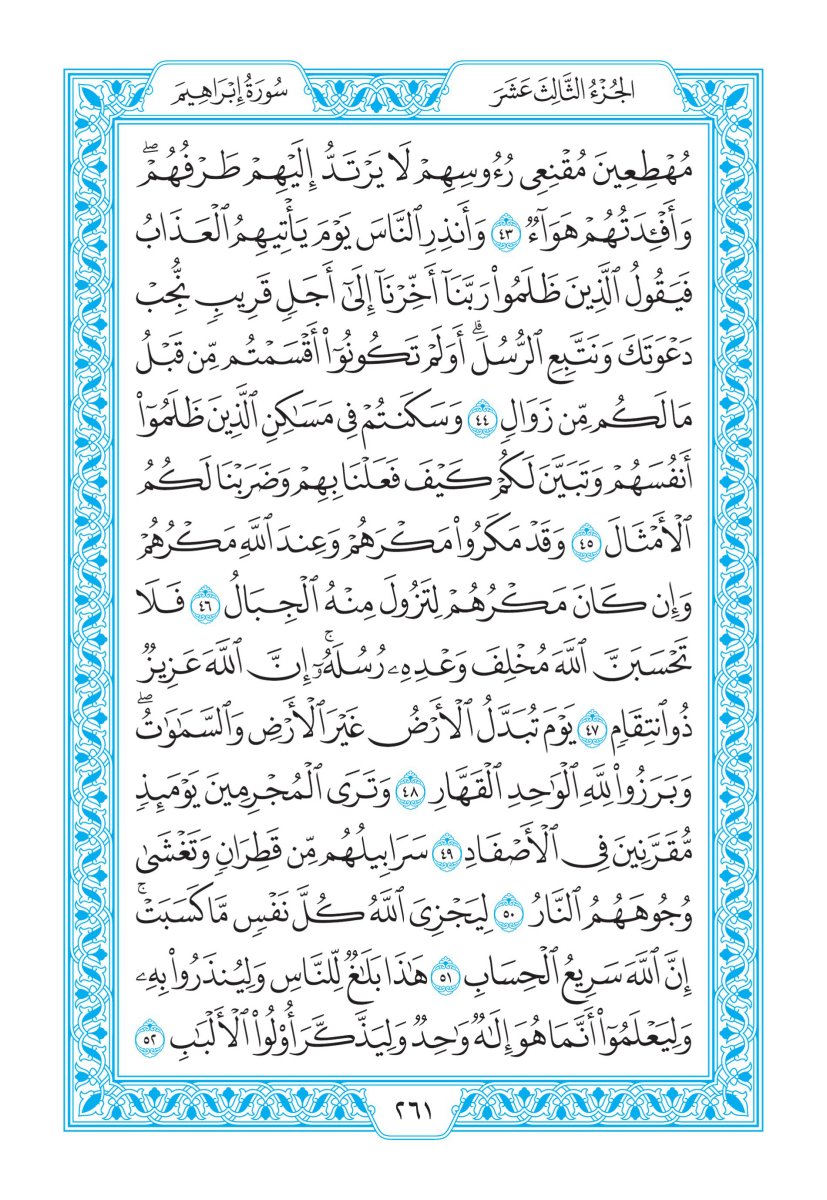 الجُزْءُ الثَّالِثَ عَشَرَ
سُورَةُ إِبْرَاهِيمَ
مُهْطِعِينَ مُقْنِعِى رُءُوسِهِمْ لَا يَرْتَدُّ إِلَيْهِمْ طَرْفُهُمْۖ
وَأَفْـِٔدَتُهُمْ هَوَآءٌ ٤٣ وَأَنذِرِ ٱلنَّاسَ يَوْمَ يَأْتِيهِمُ ٱلْعَذَابُ
فَيَقُولُ ٱلَّذِينَ ظَلَمُوا۟ رَبَّنَآ أَخِّرْنَآ إِلَىٰٓ أَجَلٍ قَرِيبٍ نُّجِبْ
دَعْوَتَكَ وَنَتَّبِعِ ٱلرُّسُلَۗ أَوَلَمْ تَكُونُوٓا۟ أَقْسَمْتُم مِّن قَبْلُ
مَا لَكُم مِّن زَوَالٍ ٤٤ وَسَكَنتُمْ فِى مَسَٰكِنِ ٱلَّذِينَ ظَلَمُوٓا۟
أَنفُسَهُمْ وَتَبَيَّنَ لَكُمْ كَيْفَ فَعَلْنَا بِهِمْ وَضَرَبْنَا لَكُمُ
ٱلْأَمْثَالَ ٤٥ وَقَدْ مَكَرُوا۟ مَكْرَهُمْ وَعِندَ ٱللَّهِ مَكْرُهُمْ
وَإِن كَانَ مَكْرُهُمْ لِتَزُولَ مِنْهُ ٱلْجِبَالُ ٤٦ فَلَا
تَحْسَبَنَّ ٱللَّهَ مُخْلِفَ وَعْدِهِۦ رُسُلَهُۥٓۚ إِنَّ ٱللَّهَ عَزِيزٌ
ذُو ٱنتِقَامٍ ٤٧ يَوْمَ تُبَدَّلُ ٱلْأَرْضُ غَيْرَ ٱلْأَرْضِ وَٱلسَّمَٰوَٰتُۖ
وَبَرَزُوا۟ لِلَّهِ ٱلْوَٰحِدِ ٱلْقَهَّارِ ٤٨ وَتَرَى ٱلْمُجْرِمِينَ يَوْمَئِذٍ
مُّقَرَّنِينَ فِى ٱلْأَصْفَادِ ٤٩ سَرَابِيلُهُم مِّن قَطِرَانٍ وَتَغْشَىٰ
وُجُوهَهُمُ ٱلنَّارُ ٥٠ لِيَجْزِىَ ٱللَّهُ كُلَّ نَفْسٍ مَّا كَسَبَتْۚ
إِنَّ ٱللَّهَ سَرِيعُ ٱلْحِسَابِ ٥١ هَٰذَا بَلَٰغٌ لِّلنَّاسِ وَلِيُنذَرُوا۟ بِهِۦ
وَلِيَعْلَمُوٓا۟ أَنَّمَا هُوَ إِلَٰهٌ وَٰحِدٌ وَلِيَذَّكَّرَ أُو۟لُوا۟ ٱلْأَلْبَٰبِ ٥٢
٢٦١